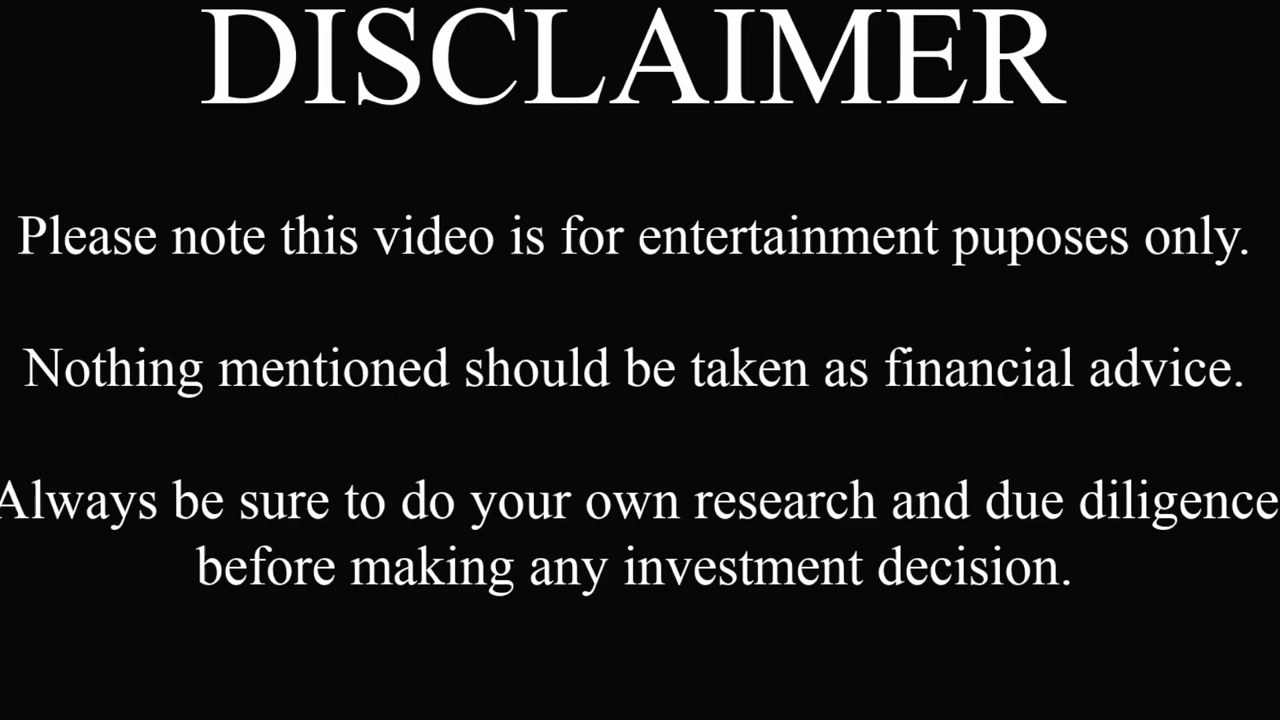 DISCLAIMER
Please note this video is for entertainment puposes only.
Nothing mentioned should be taken as financial advice.
Always be sure to do your own research and due diligence
before making any investment decision.